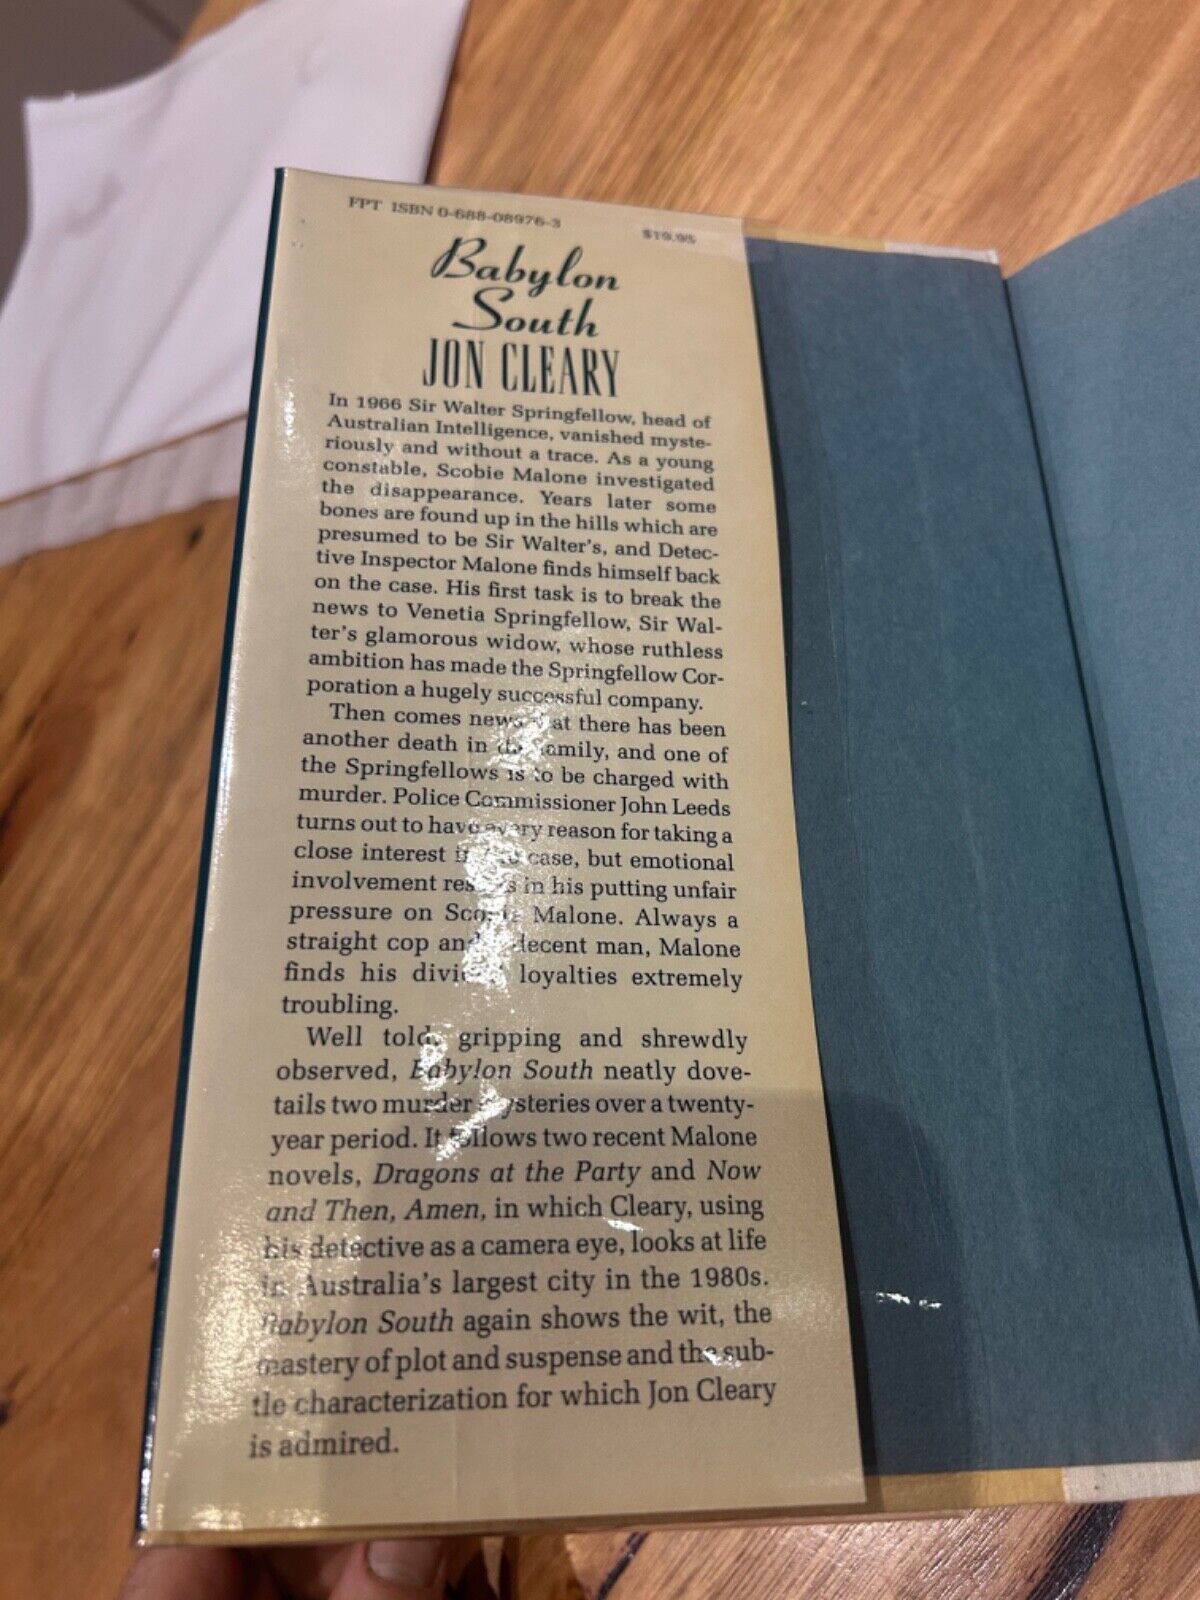 FPT ISBN 0-688-08976-3
$19.95
Babylon
South
JON CLEARY
In 1966 Sir Walter Springfellow, head of
Australian Intelligence, vanished myste-
riously and without a trace. As a young
constable, Scobie Malone investigated
the disappearance. Years later some
bones are found up in the hills which are
presumed to be Sir Walter's, and Detec-
tive Inspector Malone finds himself back
on the case. His first task is to break the
news to Venetia Springfellow, Sir Wal-
ter's glamorous widow, whose ruthless
ambition has made the Springfellow Cor-
poration a hugely successful company.
Then comes news that there has been
another death in family, and one of
the Springfellows is to be charged with
murder. Police Commissioner John Leeds
turns out to have every reason for taking a
close interest case, but emotional
involvement results in his putting unfair
pressure on Scobie Malone. Always a
straight cop and decent man, Malone
finds his divided loyalties extremely
troubling.
Well told, gripping and shrewdly
observed, Babylon South neatly dove-
tails two murder mysteries over a twenty-
year period. It follows two recent Malone
novels, Dragons at the Party and Now
and Then, Amen, in which Cleary, using
his detective as a camera eye, looks at life
in Australia's largest city in the 1980s.
Babylon South again shows the wit, the
mastery of plot and suspense and the sub-
tle characterization for which Jon Cleary
is admired.